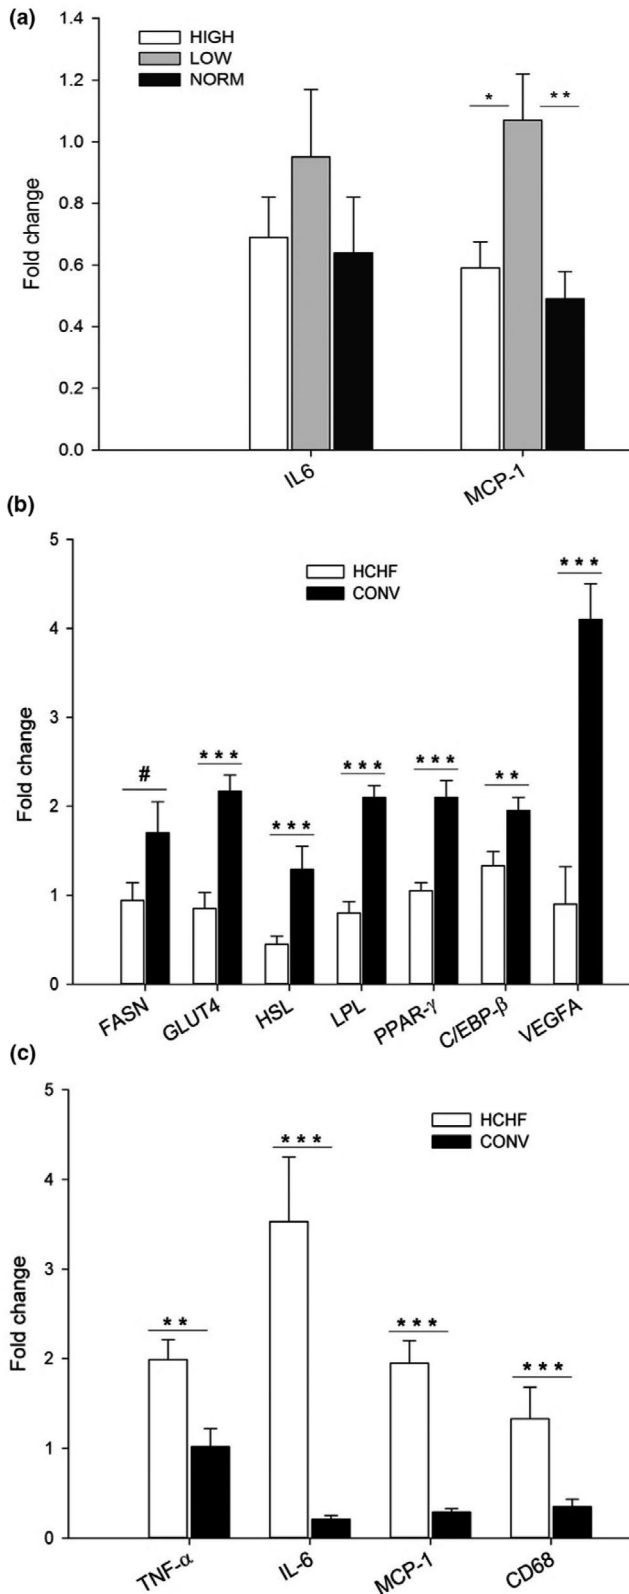 (a)
HIGH
LOW
NORM
Fold change
1.4
1.2
1.0
0.8
0.6
0.4
0.2
0.0
* **
IL6 MCP-1
(b)
HCHF
CONV
Fold change
5
4
3
2
1
0
# *** *** *** *** ** ***
FASN GLUT4 HSL LPL PPAR-γ C/EBP-β VEGFA
(c)
HCHF
CONV
Fold change
5
4
3
2
1
0
** *** *** ***
TNF-α IL-6 MCP-1 CD68